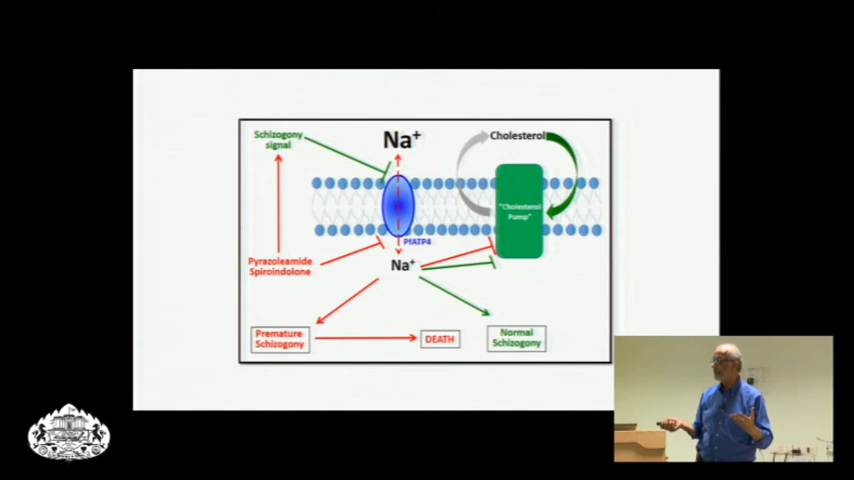 Schizogony
signal
Na⁺
Cholesterol
"Cholesterol
Pump"
PfATP4
Pyrazoleamide
Spiroindolone
Na⁺
Premature
Schizogony
DEATH
Normal
Schizogony